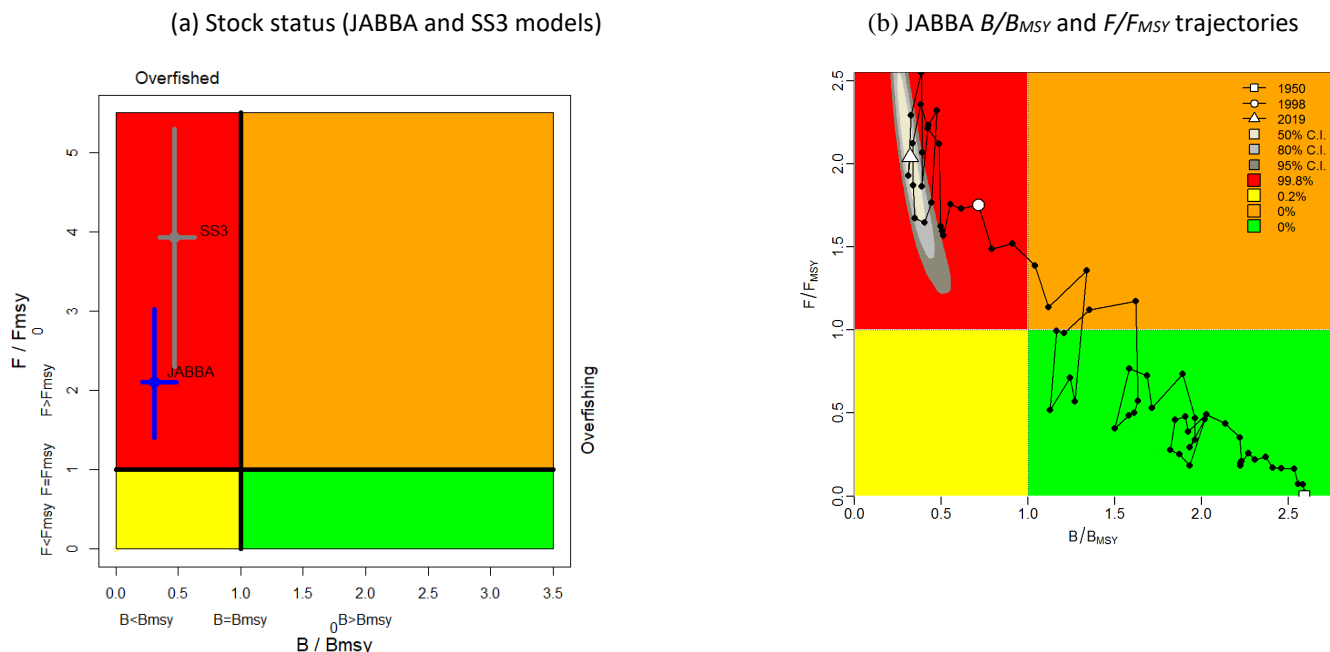 (a) Stock status (JABBA and SS3 models)
Overfished
F / Fmsy
0
F<Fmsy F=Fmsy F>Fmsy
0 1 2 3 4 5
SS3
JABBA
Overfishing
0.0 0.5 1.0 1.5 2.0 2.5 3.0 3.5
B<Bmsy B=Bmsy 0 B>Bmsy
B / Bmsy
(b) JABBA B/BMSY and F/FMSY trajectories
F/FMSY
0.0 0.5 1.0 1.5 2.0 2.5
1950
1998
2019
50% C.I.
80% C.I.
95% C.I.
99.8%
0.2%
0%
0%
0.0 0.5 1.0 1.5 2.0 2.5
B/BMSY